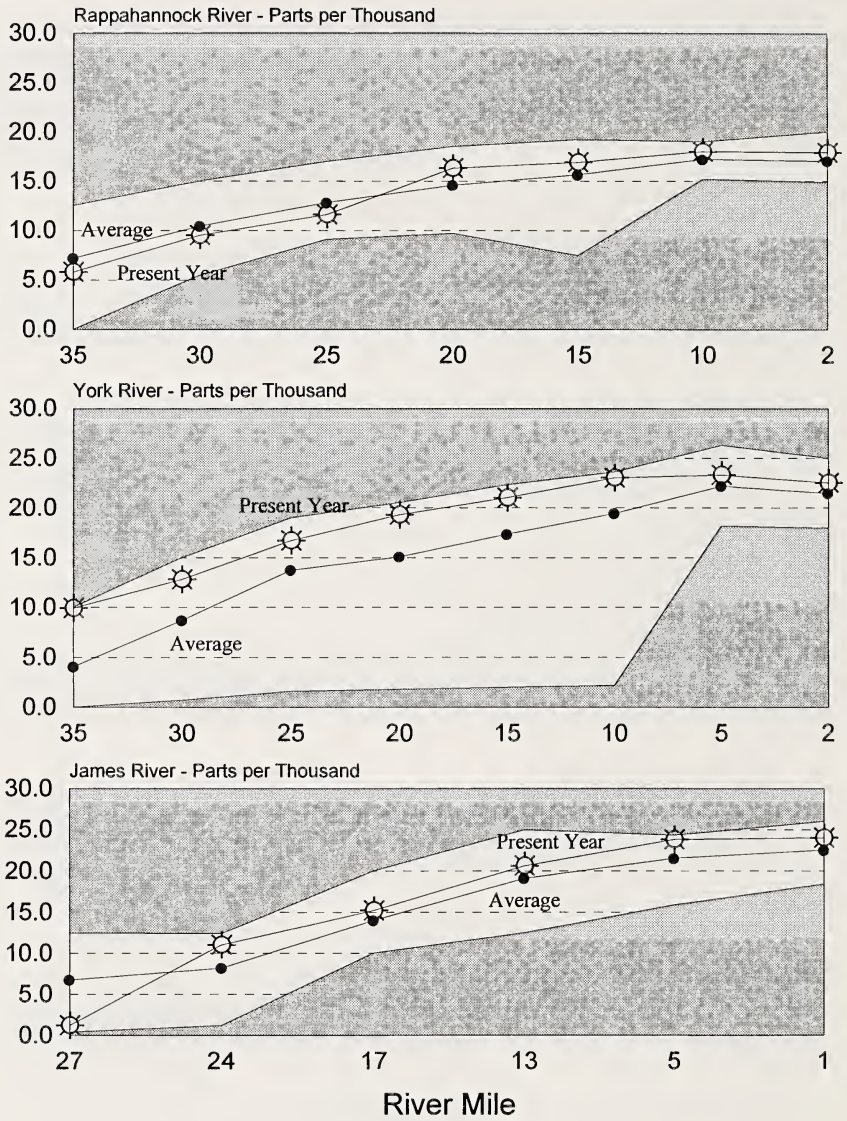 Rappahannock River - Parts per Thousand
30.0
25.0
20.0
15.0
10.0
5.0
0.0
Average
Present Year
35 30 25 20 15 10 2
York River - Parts per Thousand
30.0
25.0
20.0
15.0
10.0
5.0
0.0
Present Year
Average
35 30 25 20 15 10 5 2
James River - Parts per Thousand
30.0
25.0
20.0
15.0
10.0
5.0
0.0
Present Year
Average
27 24 17 13 5 1
River Mile